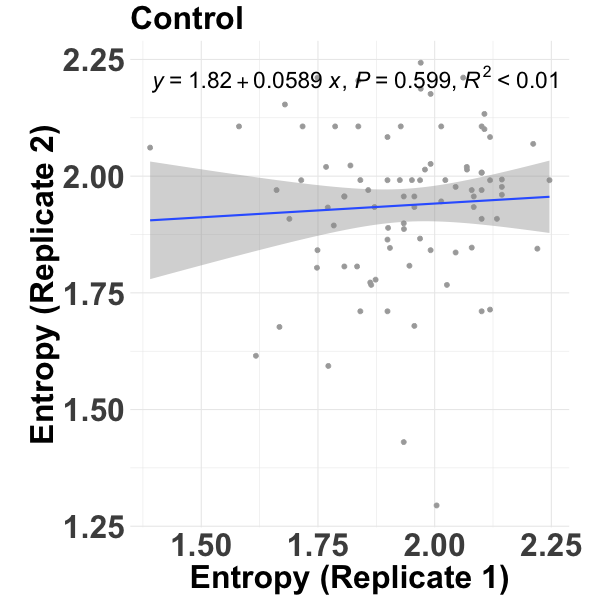 Control
y = 1.82 + 0.0589 x, P = 0.599, R² < 0.01
2.25
2.00
1.75
1.50
1.25
Entropy (Replicate 2)
1.50 1.75 2.00 2.25
Entropy (Replicate 1)